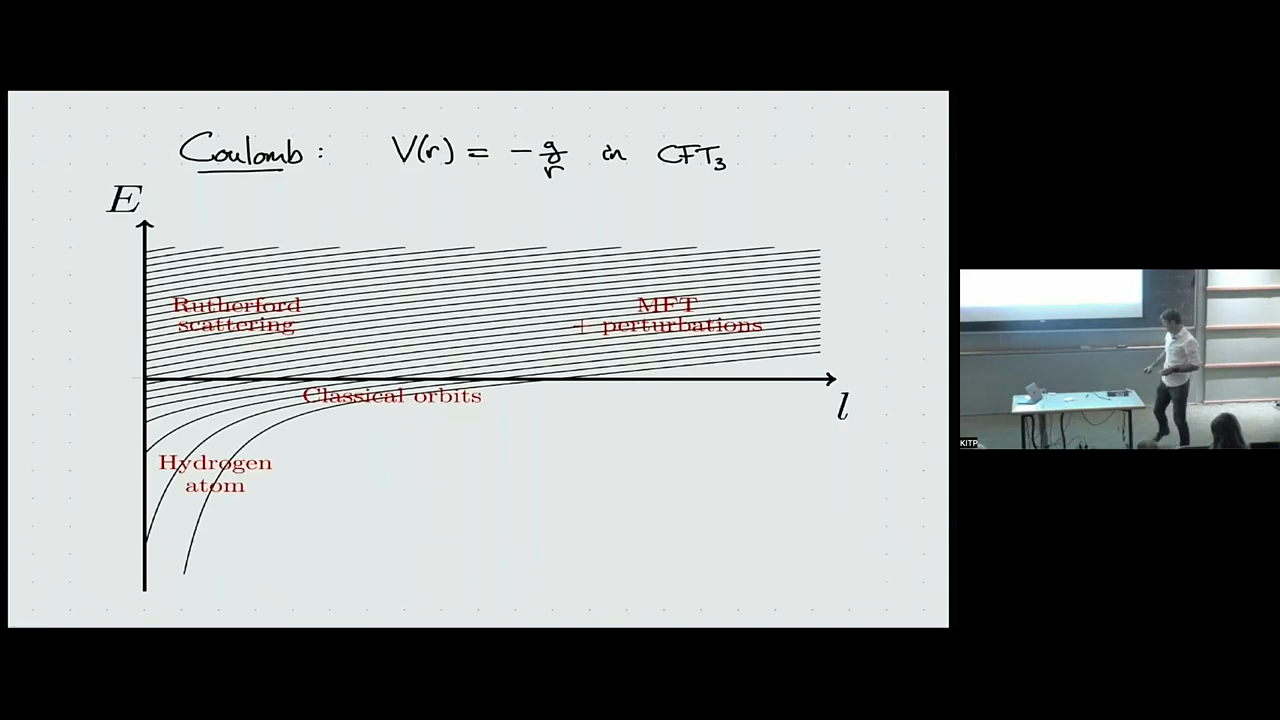 Coulomb : V(r) = - g/r in CFT₃
E
Rutherford
scattering
MFT
+ perturbations
Classical orbits
l
Hydrogen
atom
KITP